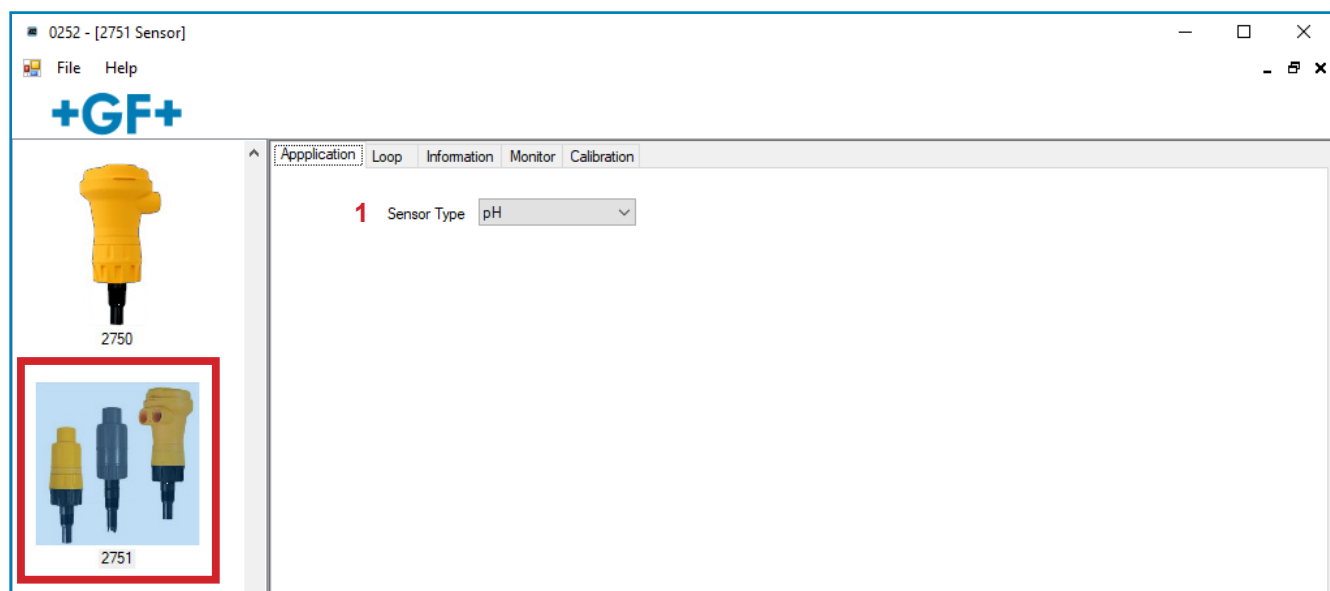 0252 - [2751 Sensor]
File Help
+GF+
Appplication Loop Information Monitor Calibration
1 Sensor Type pH
2750
2751